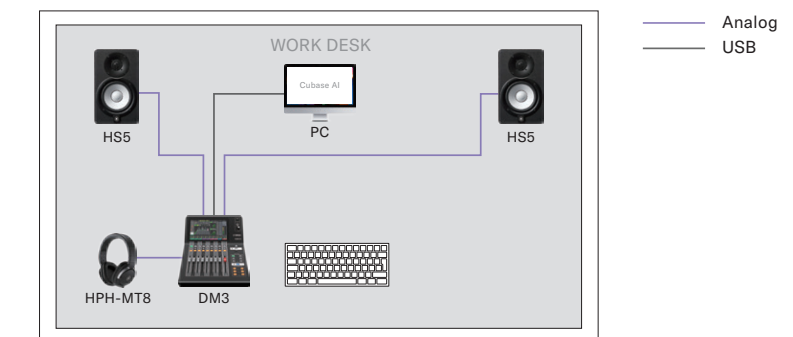 WORK DESK
Analog
USB
Cubase AI
HS5
PC
HS5
HPH-MT8
DM3